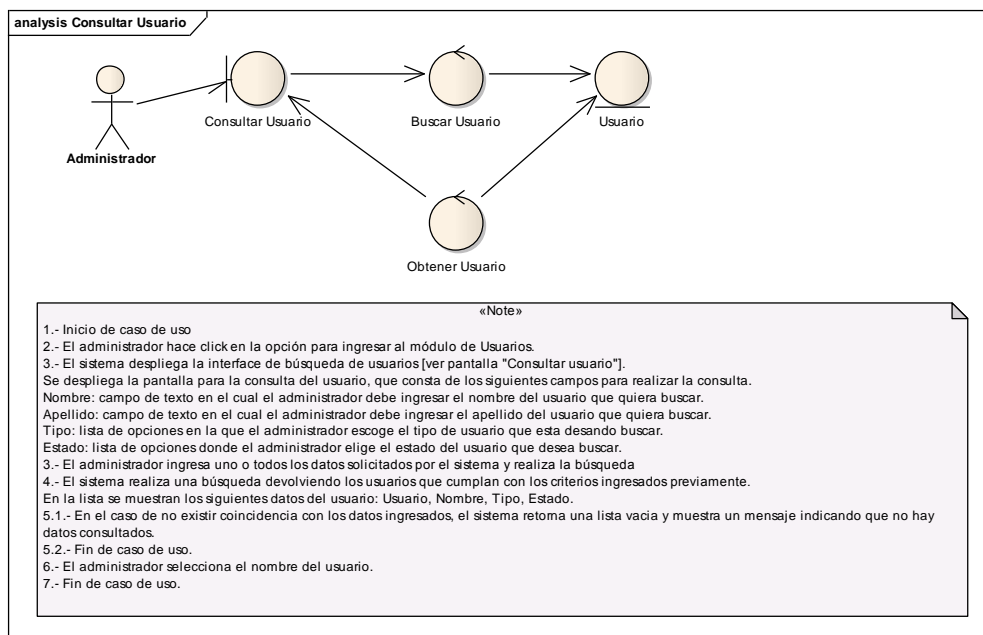 analysis Consultar Usuario
Consultar Usuario
Buscar Usuario
Usuario
Administrador
Obtener Usuario
«Note»
1.- Inicio de caso de uso
2.- El administrador hace click en la opción para ingresar al módulo de Usuarios.
3.- El sistema despliega la interface de búsqueda de usuarios [ver pantalla "Consultar usuario"].
Se despliega la pantalla para la consulta del usuario, que consta de los siguientes campos para realizar la consulta.
Nombre: campo de texto en el cual el administrador debe ingresar el nombre del usuario que quiera buscar.
Apellido: campo de texto en el cual el administrador debe ingresar el apellido del usuario que quiera buscar.
Tipo: lista de opciones en la que el administrador escoge el tipo de usuario que esta desando buscar.
Estado: lista de opciones donde el administrador elige el estado del usuario que desea buscar.
3.- El administrador ingresa uno o todos los datos solicitados por el sistema y realiza la búsqueda
4.- El sistema realiza una búsqueda devolviendo los usuarios que cumplan con los criterios ingresados previamente.
En la lista se muestran los siguientes datos del usuario: Usuario, Nombre, Tipo, Estado.
5.1.- En el caso de no existir coincidencia con los datos ingresados, el sistema retorna una lista vacia y muestra un mensaje indicando que no hay
datos consultados.
5.2.- Fin de caso de uso.
6.- El administrador selecciona el nombre del usuario.
7.- Fin de caso de uso.